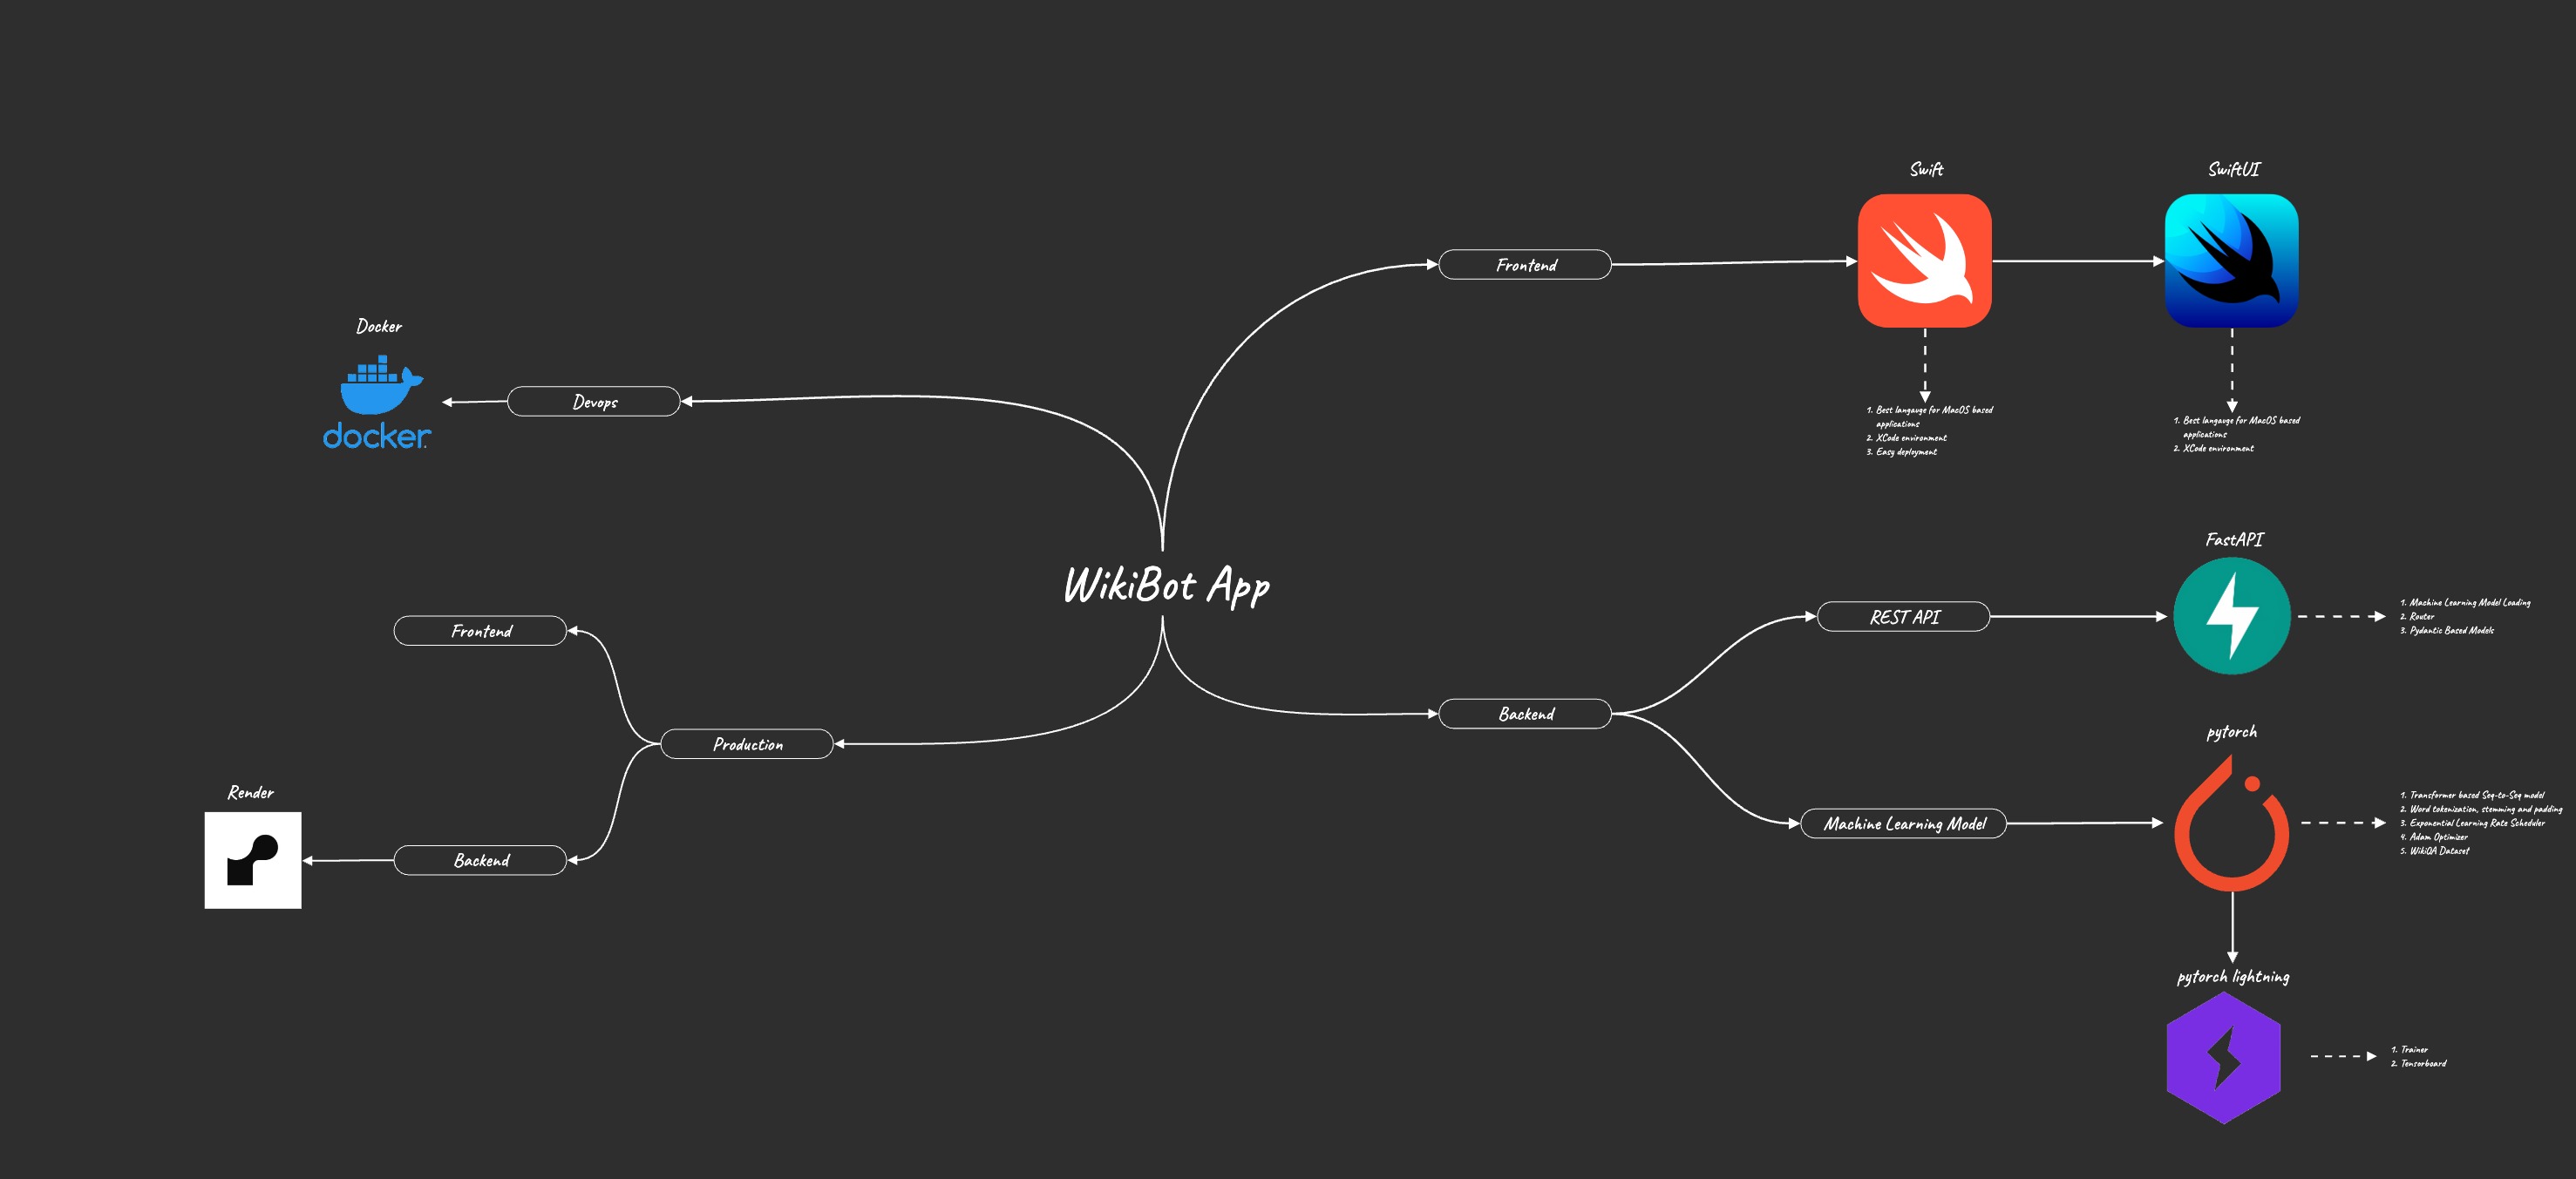 Swift
SwiftUI
Frontend
1. Best langauge for MacOS based
applications
2. XCode environment
3. Easy deployment
1. Best langauge for MacOS based
applications
2. XCode environment
Docker
docker
Devops
WikiBot App
FastAPI
REST API
1. Machine Learning Model Loading
2. Router
3. Pydantic Based Models
Frontend
Backend
Production
pytorch
Machine Learning Model
1. Transformer based Seq-to-Seq model
2. Word tokenization, stemming and padding
3. Exponential Learning Rate Scheduler
4. Adam Optimizer
5. WikiQA Dataset
Render
Backend
pytorch lightning
1. Trainer
2. Tensorboard